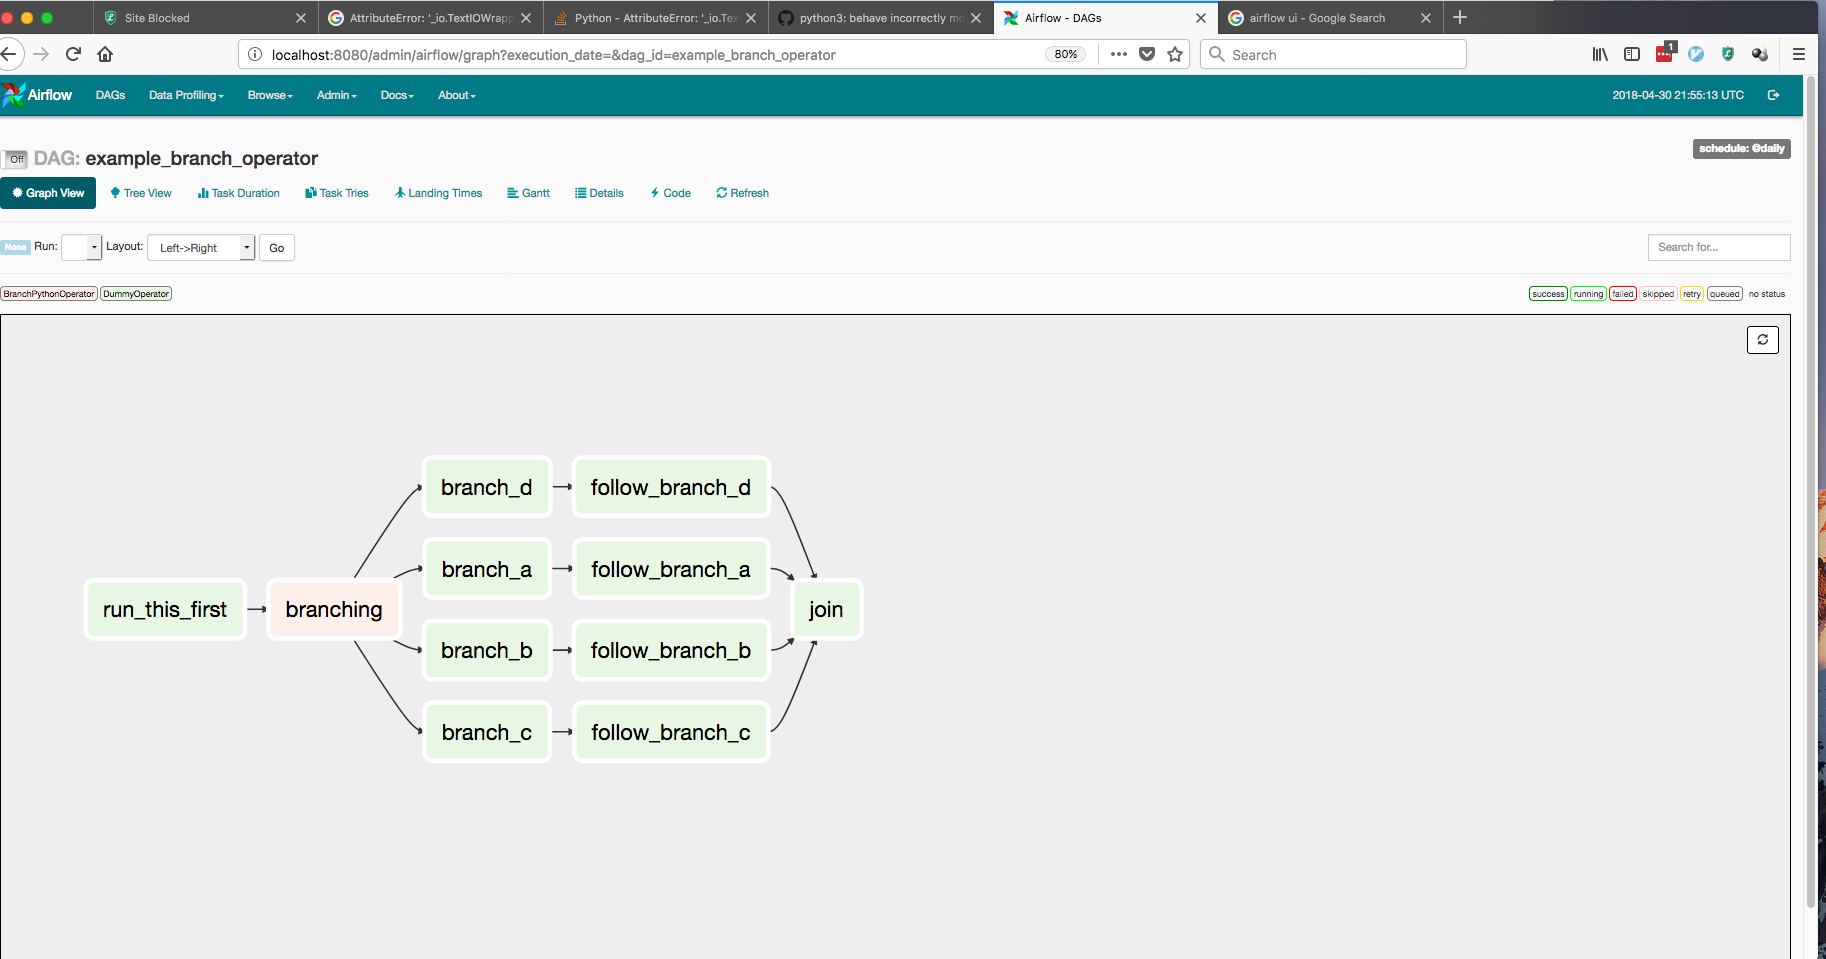 Site Blocked
AttributeError: '_io.TextIOWrapp
Python - AttributeError: '_io.Tex
python3: behave incorrectly mo
Airflow - DAGs
airflow ui - Google Search
localhost:8080/admin/airflow/graph?execution_date=&dag_id=example_branch_operator
80%
Search
1
Airflow
DAGs
Data Profiling
Browse
Admin
Docs
About
2018-04-30 21:55:13 UTC
Off
DAG: example_branch_operator
schedule: @daily
Graph View
Tree View
Task Duration
Task Tries
Landing Times
Gantt
Details
Code
Refresh
None
Run:
Layout:
Left->Right
Go
Search for...
BranchPythonOperator
DummyOperator
success
running
failed
skipped
retry
queued
no status
branch_d
follow_branch_d
branch_a
follow_branch_a
run_this_first
branching
join
branch_b
follow_branch_b
branch_c
follow_branch_c